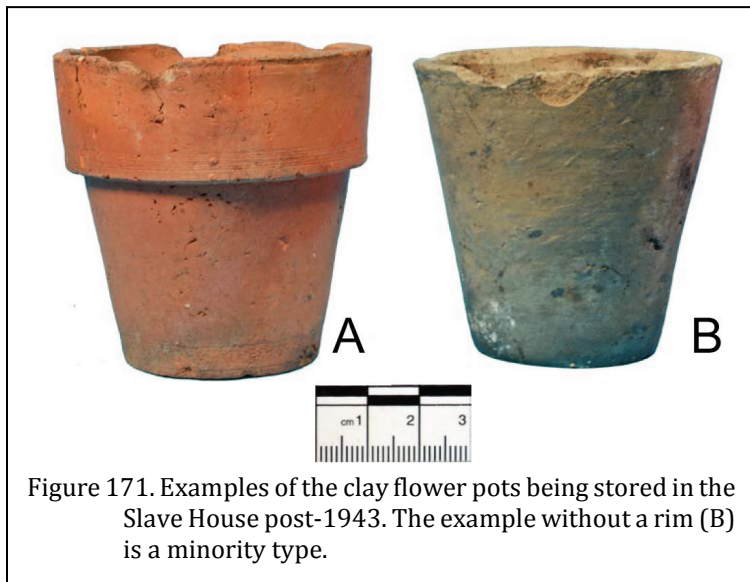 A
B
cm 1 2 3
Figure 171. Examples of the clay flower pots being stored in the
Slave House post-1943. The example without a rim (B)
is a minority type.